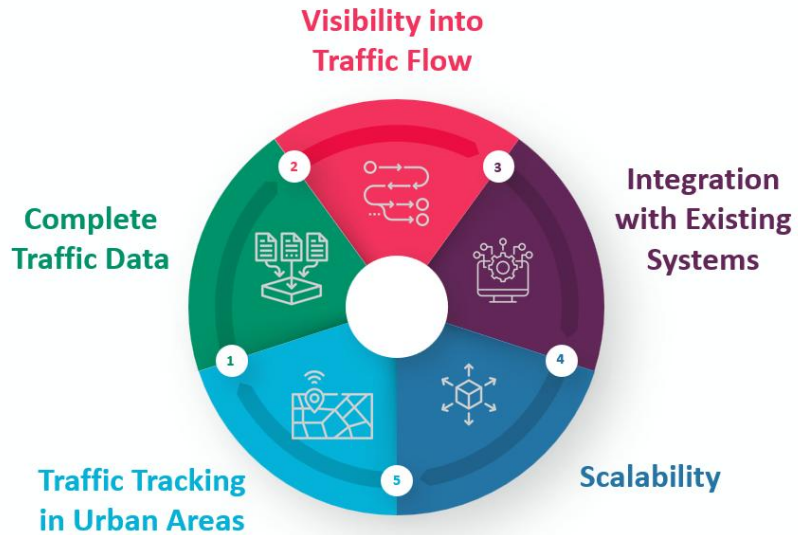 Visibility into
Traffic Flow
2
3
Integration
with Existing
Systems
Complete
Traffic Data
1
4
5
Scalability
Traffic Tracking
in Urban Areas